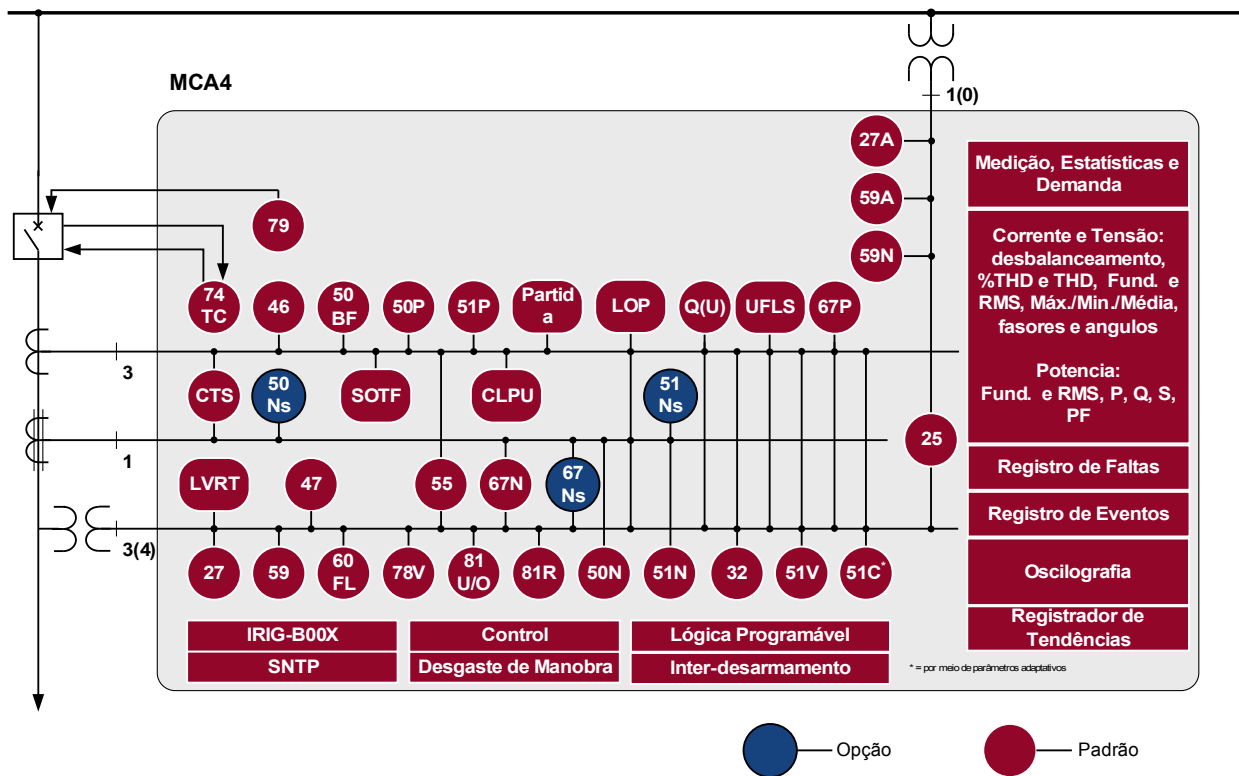 MCA4
1(0)
27A
59A
59N
79
74
TC
46
50
BF
50P
51P
Partid
a
LOP
Q(U)
UFLS
67P
3
CTS
50
Ns
SOTF
CLPU
51
Ns
25
1
LVRT
47
55
67N
67
Ns
3(4)
27
59
60
FL
78V
81
U/O
81R
50N
51N
32
51V
51C*
IRIG-B00X
SNTP
Control
Desgaste de Manobra
Lógica Programável
Inter-desarmamento
Medição, Estatísticas e
Demanda
Corrente e Tensão:
desbalanceamento,
%THD e THD, Fund. e
RMS, Máx./Min./Média,
fasores e angulos
Potencia:
Fund. e RMS, P, Q, S,
PF
Registro de Faltas
Registro de Eventos
Oscilografia
Registrador de
Tendências
* = por meio de parâmetros adaptativos
Opção
Padrão